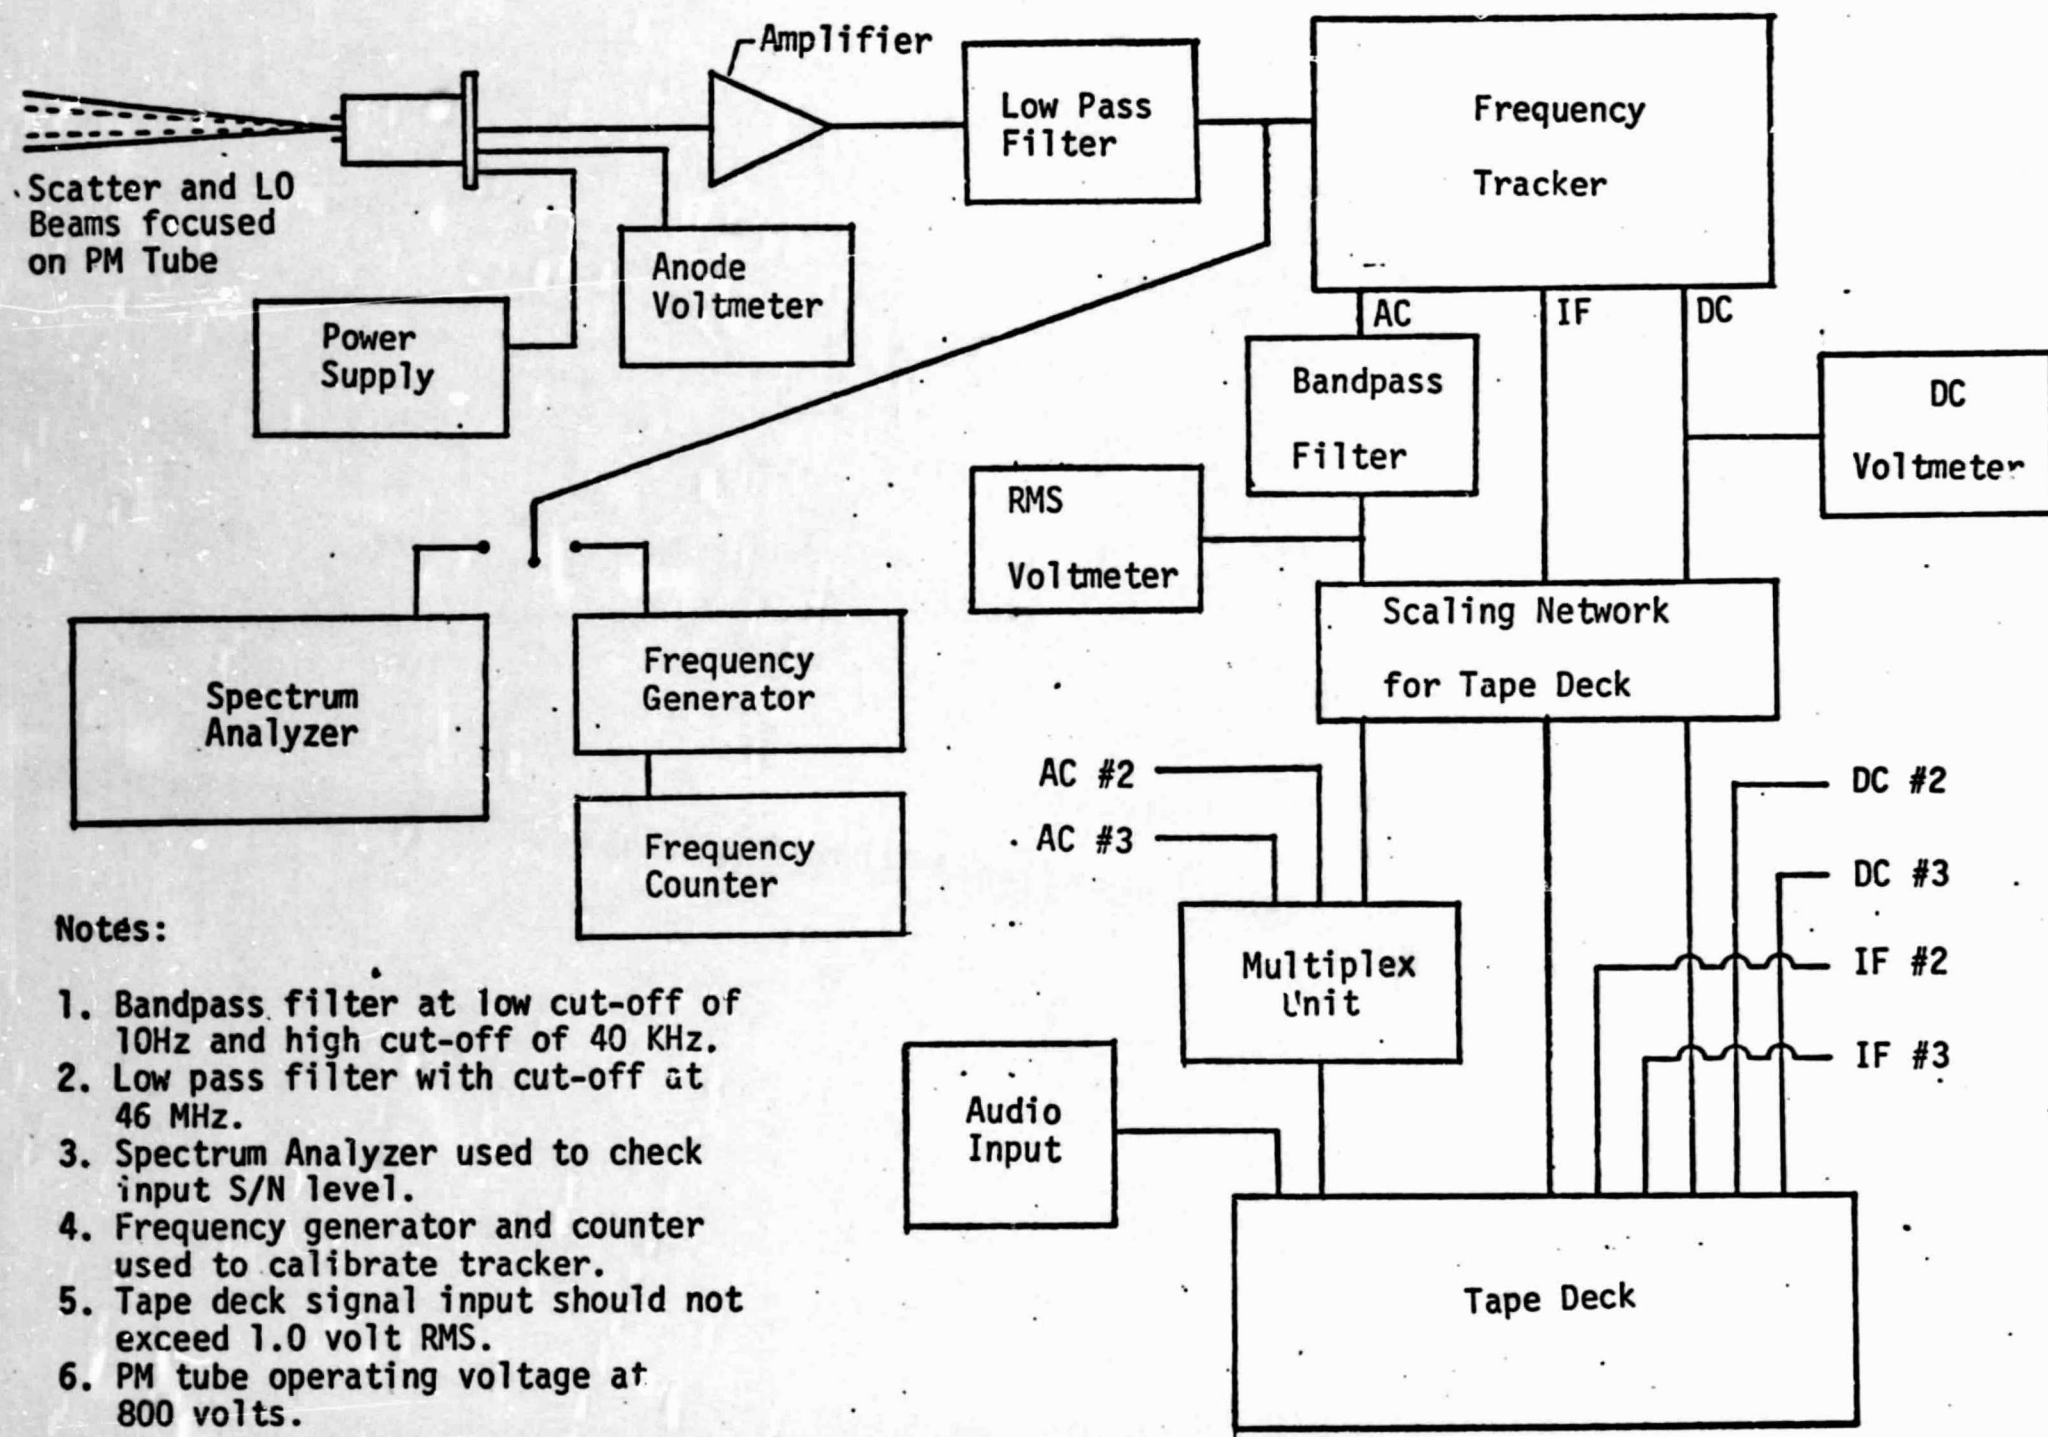 Amplifier
Low Pass
Filter
Frequency
Tracker
Scatter and LO
Beams focused
on PM Tube
Anode
Voltmeter
Power
Supply
AC
IF
DC
Bandpass
Filter
DC
Voltmeter
RMS
Voltmeter
Scaling Network
for Tape Deck
Spectrum
Analyzer
Frequency
Generator
Frequency
Counter
AC #2
AC #3
DC #2
DC #3
IF #2
IF #3
Multiplex
Unit
Audio
Input
Tape Deck
Notes:
1. Bandpass filter at low cut-off of
10Hz and high cut-off of 40 KHz.
2. Low pass filter with cut-off at
46 MHz.
3. Spectrum Analyzer used to check
input S/N level.
4. Frequency generator and counter
used to calibrate tracker.
5. Tape deck signal input should not
exceed 1.0 volt RMS.
6. PM tube operating voltage at
800 volts.